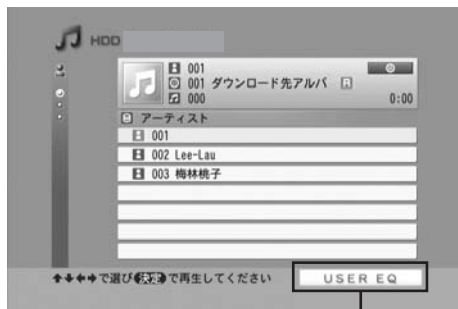 HDD
001
001 ダウンロード先アルバ
000 0:00
アーティスト
001
002 Lee-Lau
003 梅林桃子
↑↓←→で選び決定で再生してください
USER EQ